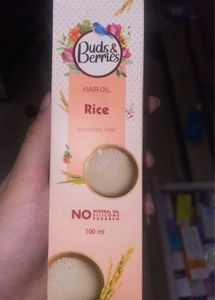 Buds&
Berries
HAIR OIL
Rice
Nourishes Hair
NO MINERAL OIL
SILICONE
PARABEN
100 ml